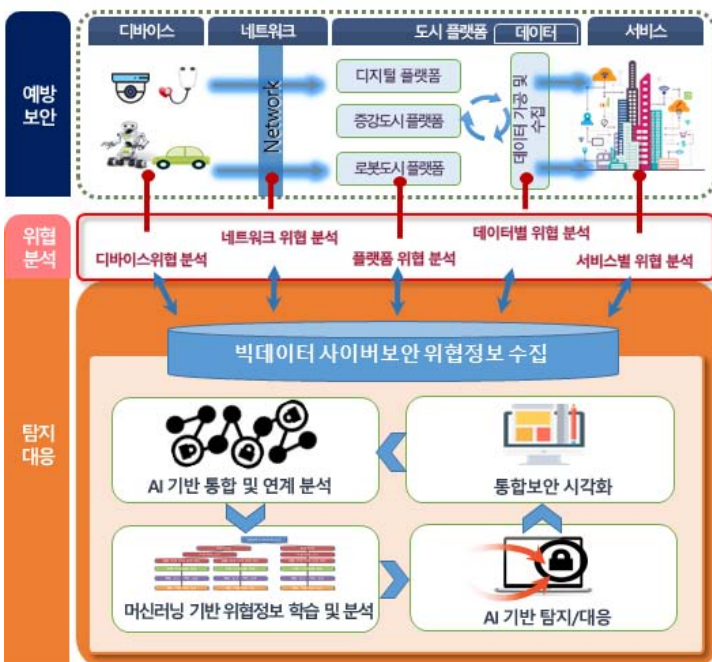 디바이스
네트워크
도시 플랫폼
데이터
서비스
예방
보안
Network
디지털 플랫폼
증강도시 플랫폼
로봇도시 플랫폼
데이터 가공 및
수집
위협
분석
네트워크 위협 분석
데이터별 위협 분석
디바이스위협 분석
플랫폼 위협 분석
서비스별 위협 분석
빅데이터 사이버보안 위협정보 수집
탐지
대응
AI 기반 통합 및 연계 분석
통합보안 시각화
머신러닝 기반 위협정보 학습 및 분석
AI 기반 탐지/대응